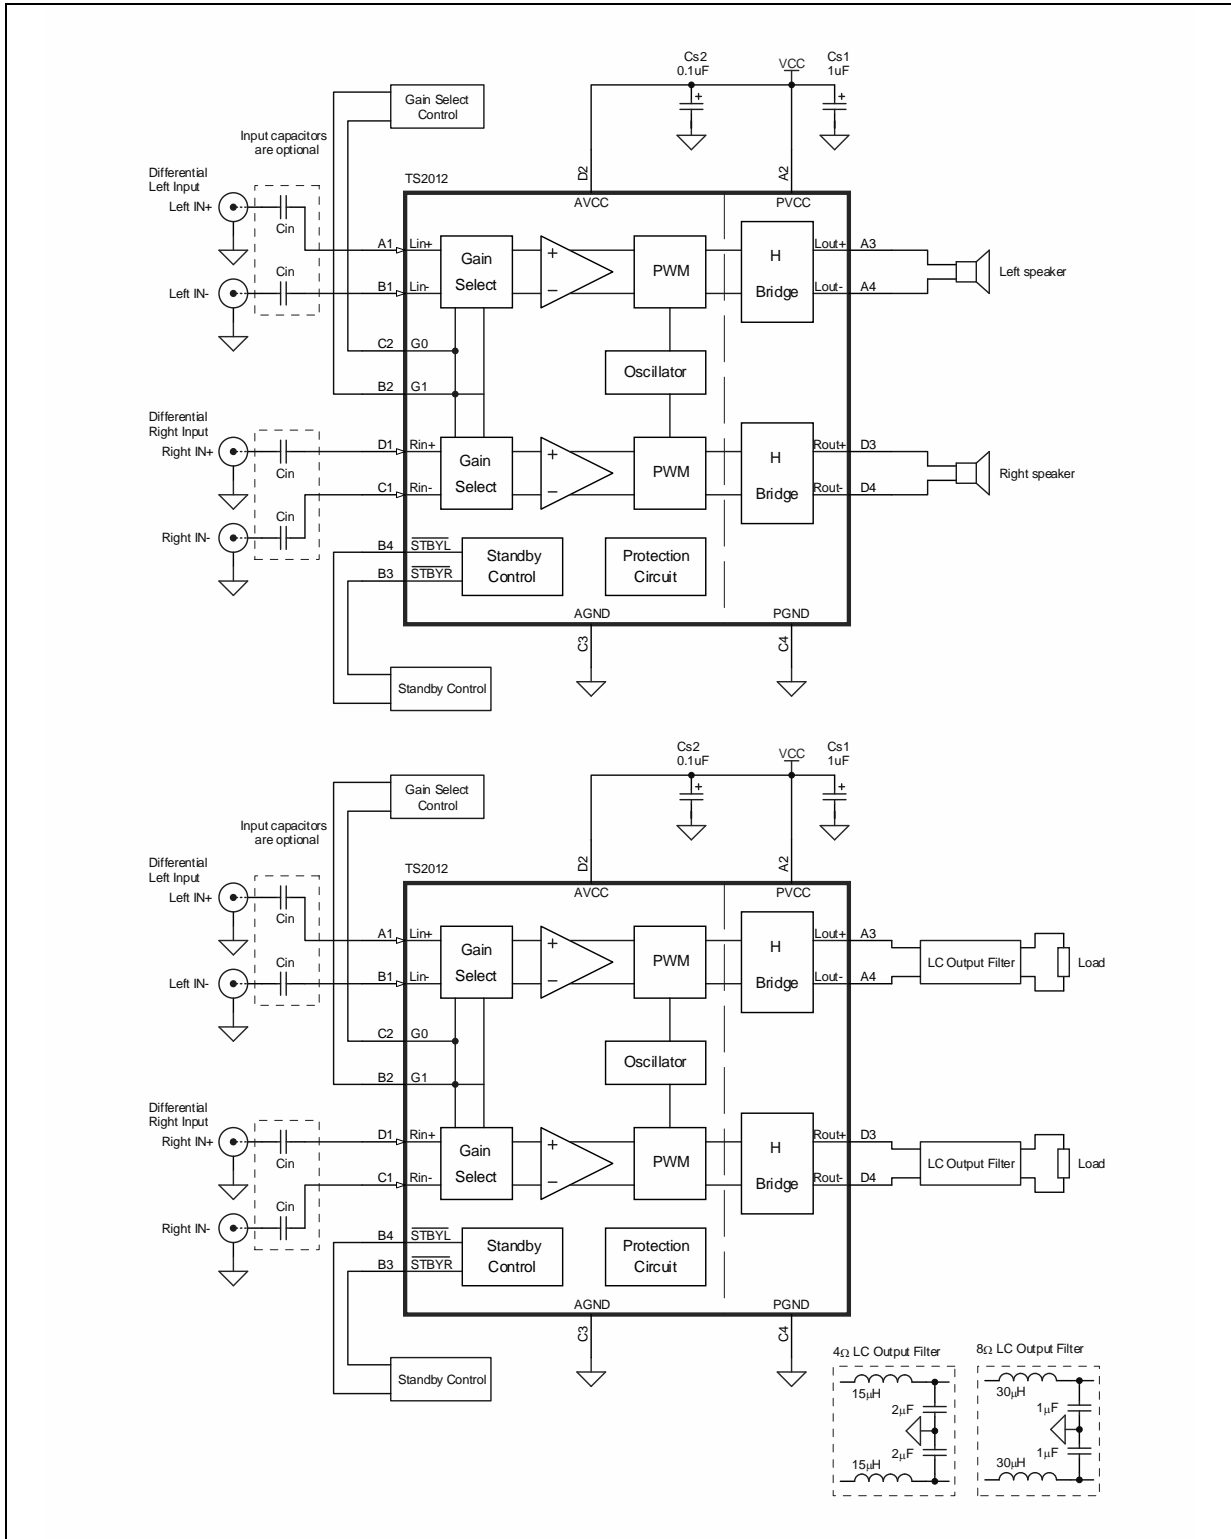 Cs2
0.1uF
VCC
Cs1
1uF
Gain Select
Control
Input capacitors
are optional
Differential
Left Input
Left IN+
Cin
Left IN-
Cin
TS2012
D2
A2
AVCC
PVCC
A1
Lin+
B1
Lin-
Gain
Select
+
−
PWM
H
Bridge
Lout+
A3
Lout-
A4
Left speaker
C2
G0
B2
G1
Oscillator
Differential
Right Input
Right IN+
Cin
Right IN-
Cin
D1
Rin+
C1
Rin-
Gain
Select
+
−
PWM
H
Bridge
Rout+
D3
Rout-
D4
Right speaker
B4
STBYL
B3
STBYR
Standby
Control
Protection
Circuit
AGND
PGND
C3
C4
Standby Control
Cs2
0.1uF
VCC
Cs1
1uF
Gain Select
Control
Input capacitors
are optional
Differential
Left Input
Left IN+
Cin
Left IN-
Cin
TS2012
D2
A2
AVCC
PVCC
A1
Lin+
B1
Lin-
Gain
Select
+
−
PWM
H
Bridge
Lout+
A3
Lout-
A4
LC Output Filter
Load
C2
G0
B2
G1
Oscillator
Differential
Right Input
Right IN+
Cin
Right IN-
Cin
D1
Rin+
C1
Rin-
Gain
Select
+
−
PWM
H
Bridge
Rout+
D3
Rout-
D4
LC Output Filter
Load
B4
STBYL
B3
STBYR
Standby
Control
Protection
Circuit
AGND
PGND
C3
C4
Standby Control
4Ω LC Output Filter
15μH
2μF
2μF
15μH
8Ω LC Output Filter
30μH
1μF
1μF
30μH